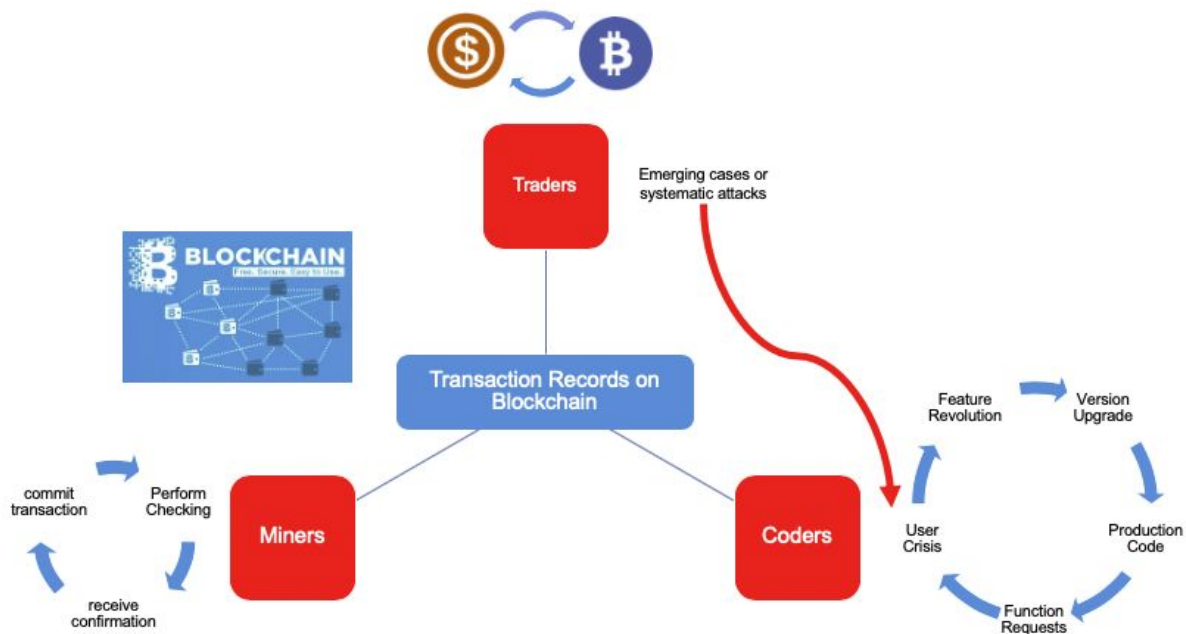 $
₿
Traders
Emerging cases or
systematic attacks
BLOCKCHAIN
Free. Secure. Easy to Use.
Transaction Records on
Blockchain
Feature
Revolution
Version
Upgrade
commit
transaction
Perform
Checking
Miners
Coders
User
Crisis
Production
Code
receive
confirmation
Function
Requests